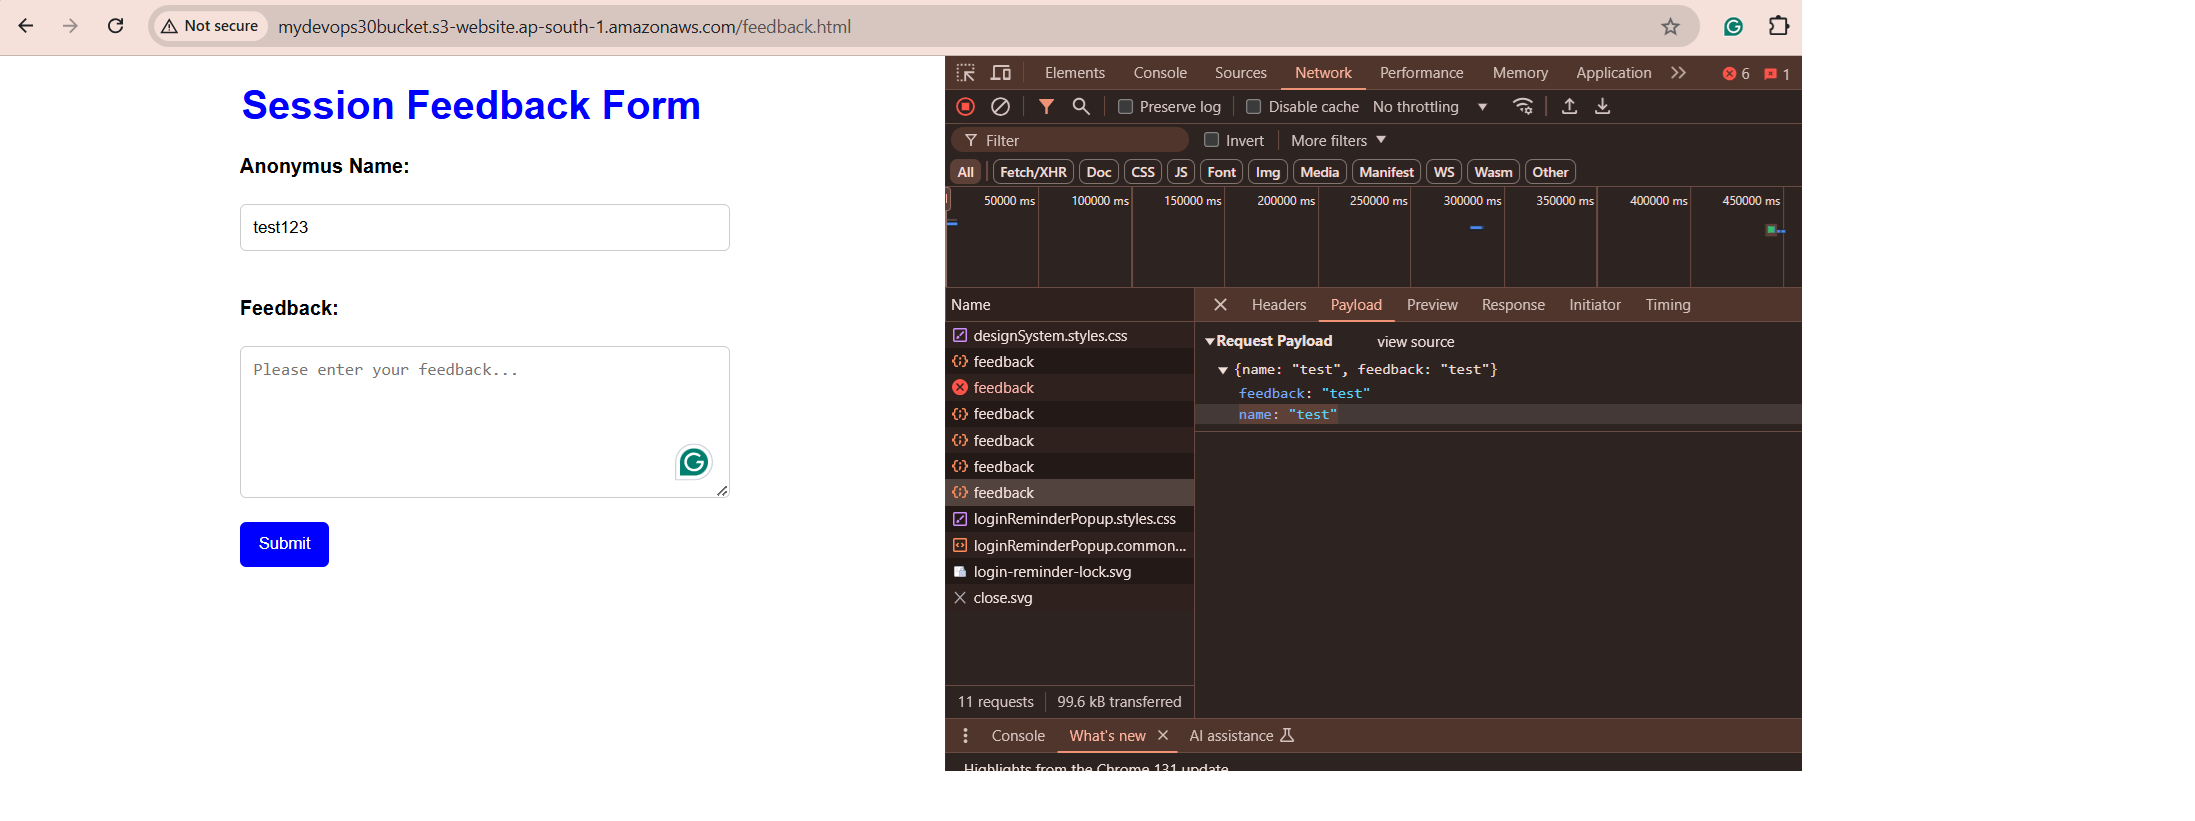 Not secure mydevops30bucket.s3-website.ap-south-1.amazonaws.com/feedback.html
Session Feedback Form
Anonymus Name:
test123
Feedback:
Please enter your feedback...
Submit
Elements Console Sources Network Performance Memory Application 6 1
Preserve log Disable cache No throttling
Filter Invert More filters
All Fetch/XHR Doc CSS JS Font Img Media Manifest WS Wasm Other
50000 ms 100000 ms 150000 ms 200000 ms 250000 ms 300000 ms 350000 ms 400000 ms 450000 ms
Name
designSystem.styles.css
feedback
feedback
feedback
feedback
feedback
feedback
loginReminderPopup.styles.css
loginReminderPopup.common...
login-reminder-lock.svg
close.svg
11 requests 99.6 kB transferred
Headers Payload Preview Response Initiator Timing
Request Payload view source
{name: "test", feedback: "test"}
feedback: "test"
name: "test"
Console What's new AI assistance
Highlights from the Chrome 131 update